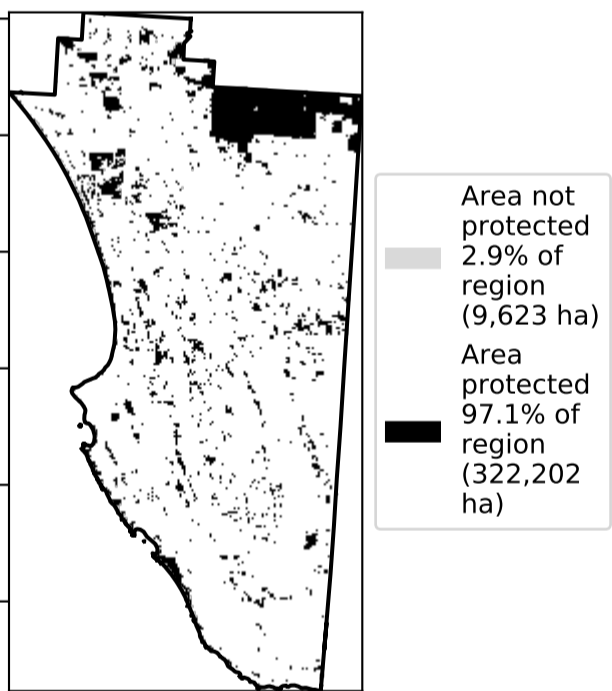 Area not
protected
2.9% of
region
(9,623 ha)
Area
protected
97.1% of
region
(322,202
ha)